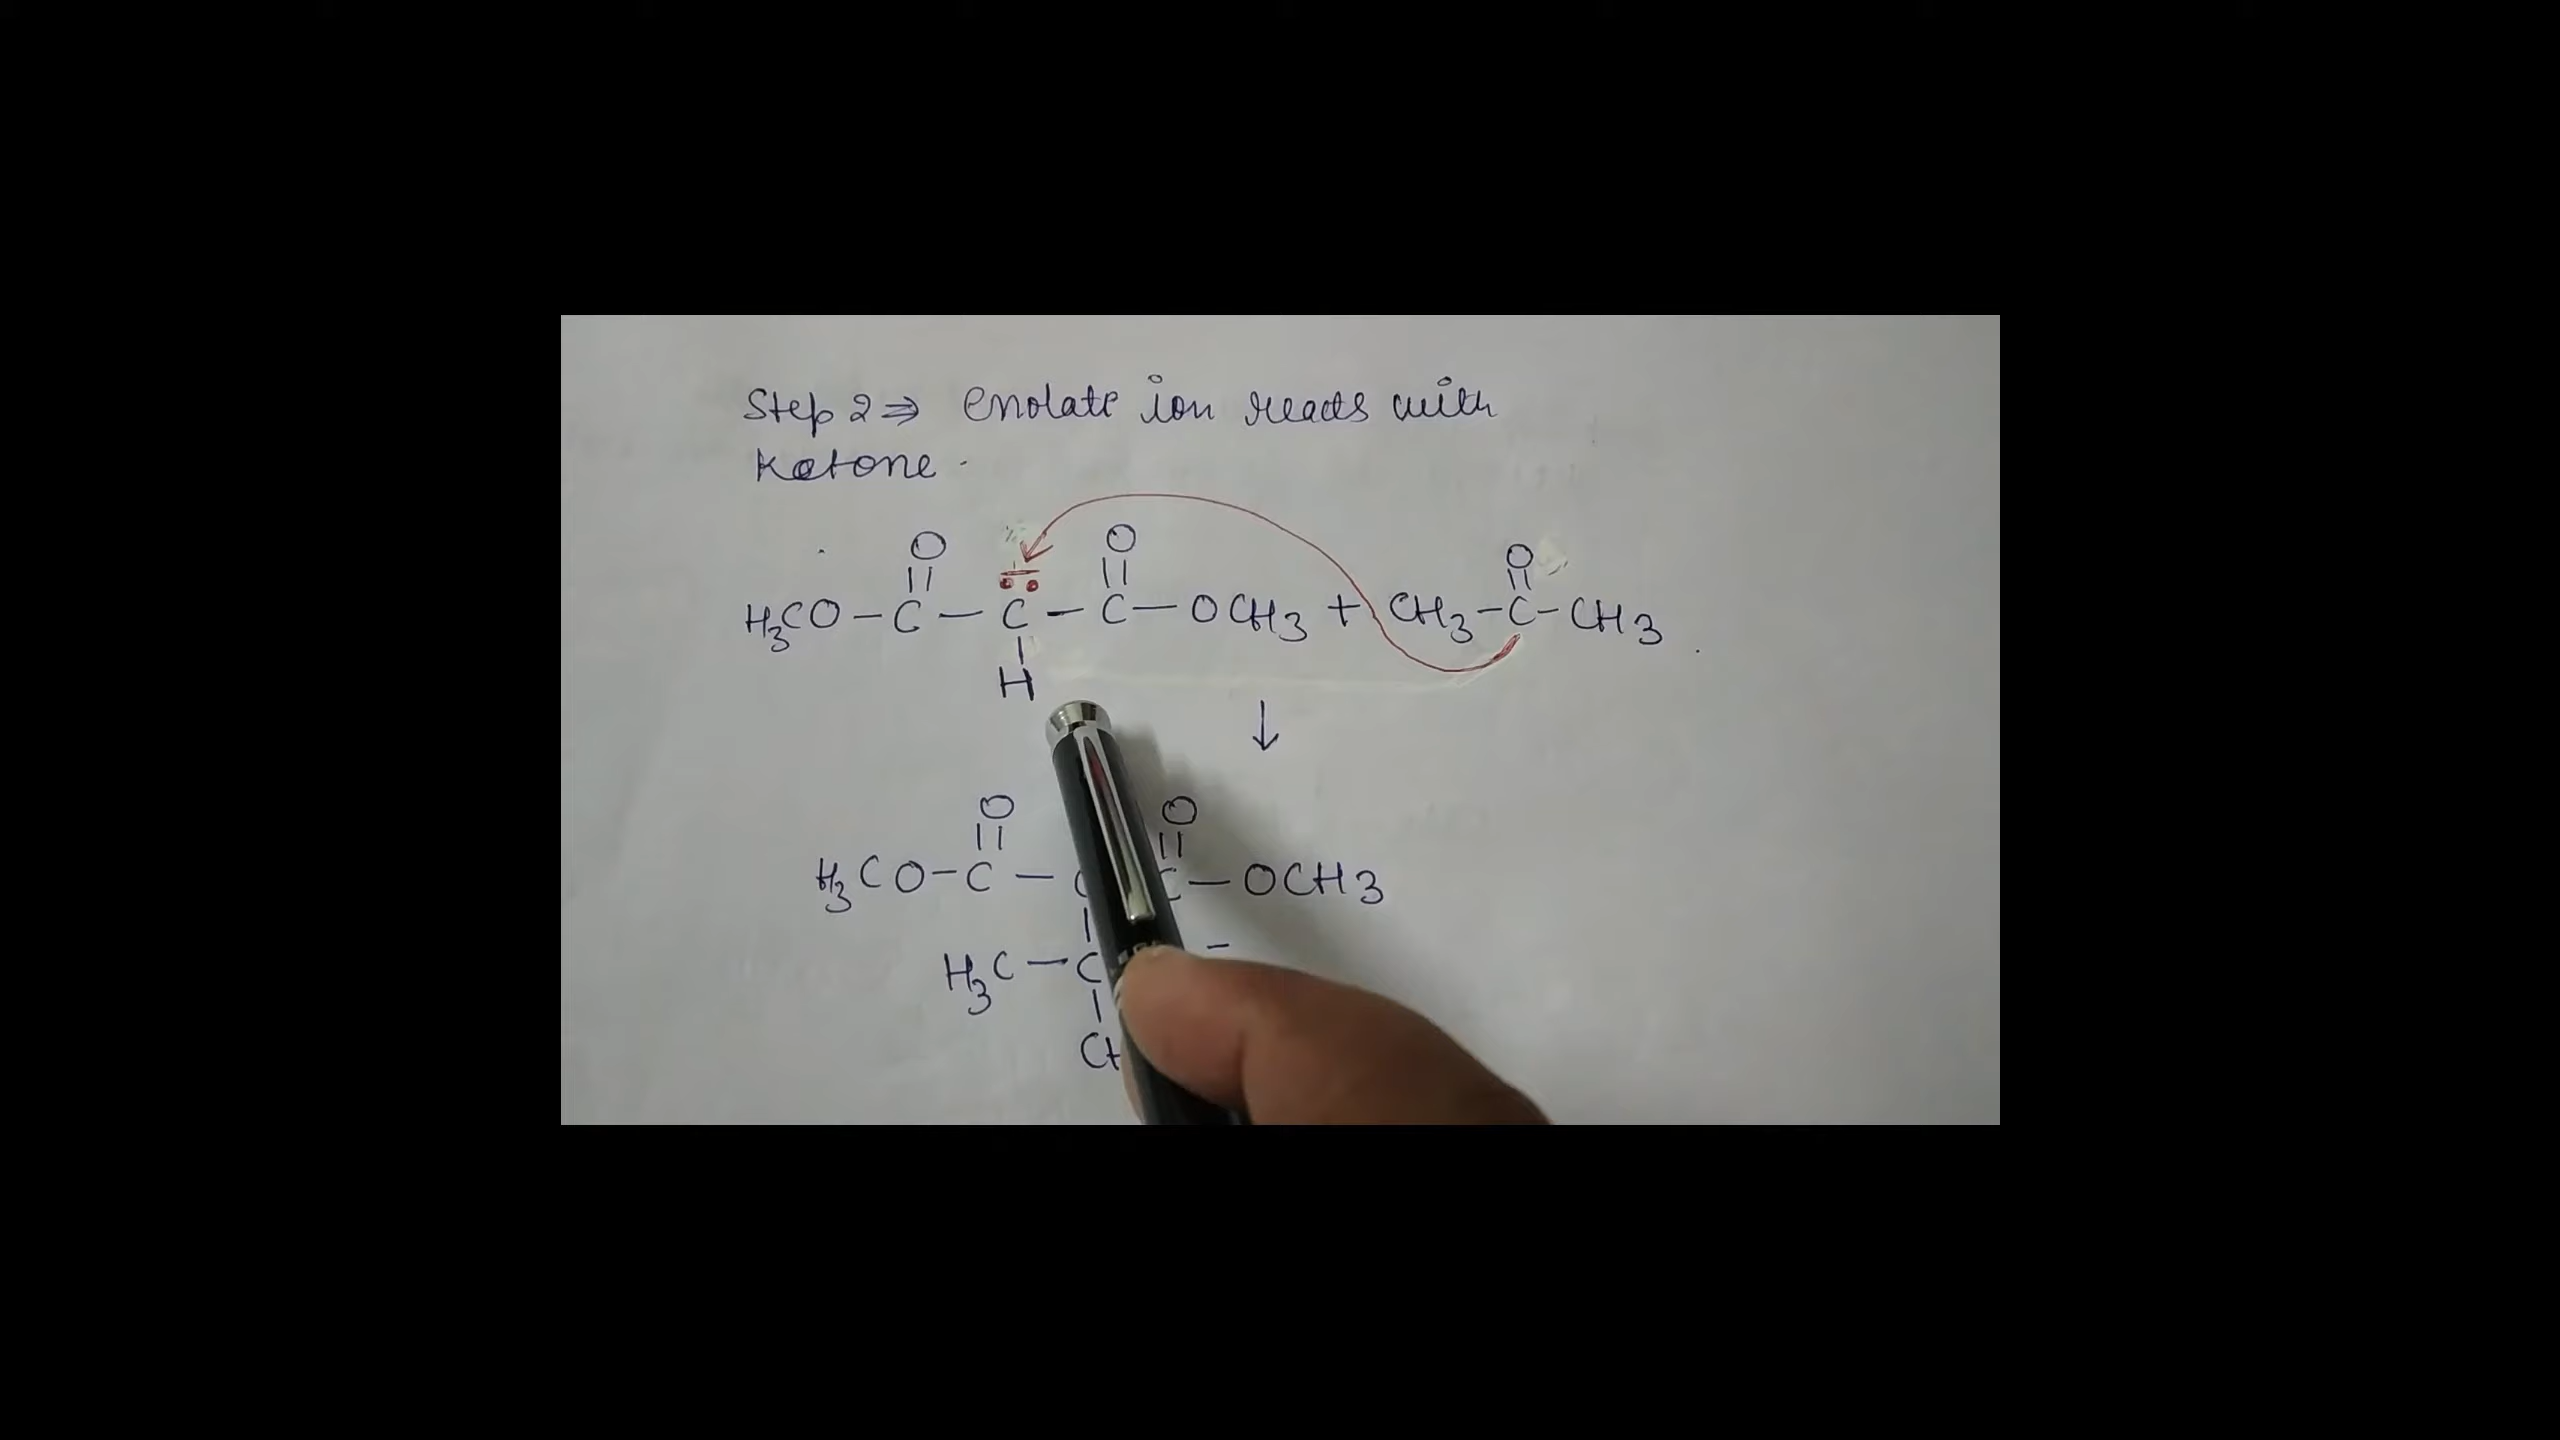 Step 2 ⇒ Enolate ion reacts with
Ketone.
O O O
H3CO – C – C – C – OCH3 + CH3 – C – CH3
H
↓
O O
H3CO – C – C C – OCH3
H3C – C –